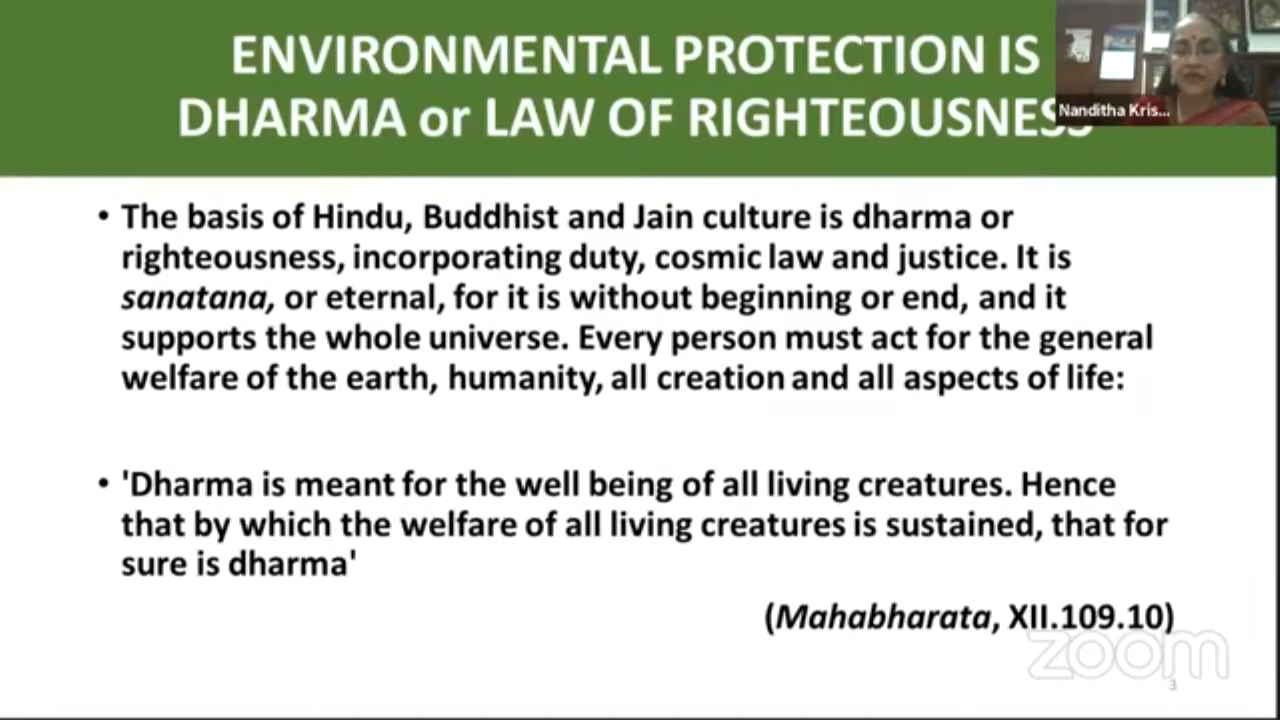 ENVIRONMENTAL PROTECTION IS
DHARMA or LAW OF RIGHTEOUSNESS
Nanditha Kris...
• The basis of Hindu, Buddhist and Jain culture is dharma or
righteousness, incorporating duty, cosmic law and justice. It is
sanatana, or eternal, for it is without beginning or end, and it
supports the whole universe. Every person must act for the general
welfare of the earth, humanity, all creation and all aspects of life:
• 'Dharma is meant for the well being of all living creatures. Hence
that by which the welfare of all living creatures is sustained, that for
sure is dharma'
(Mahabharata, XII.109.10)
zoom
3